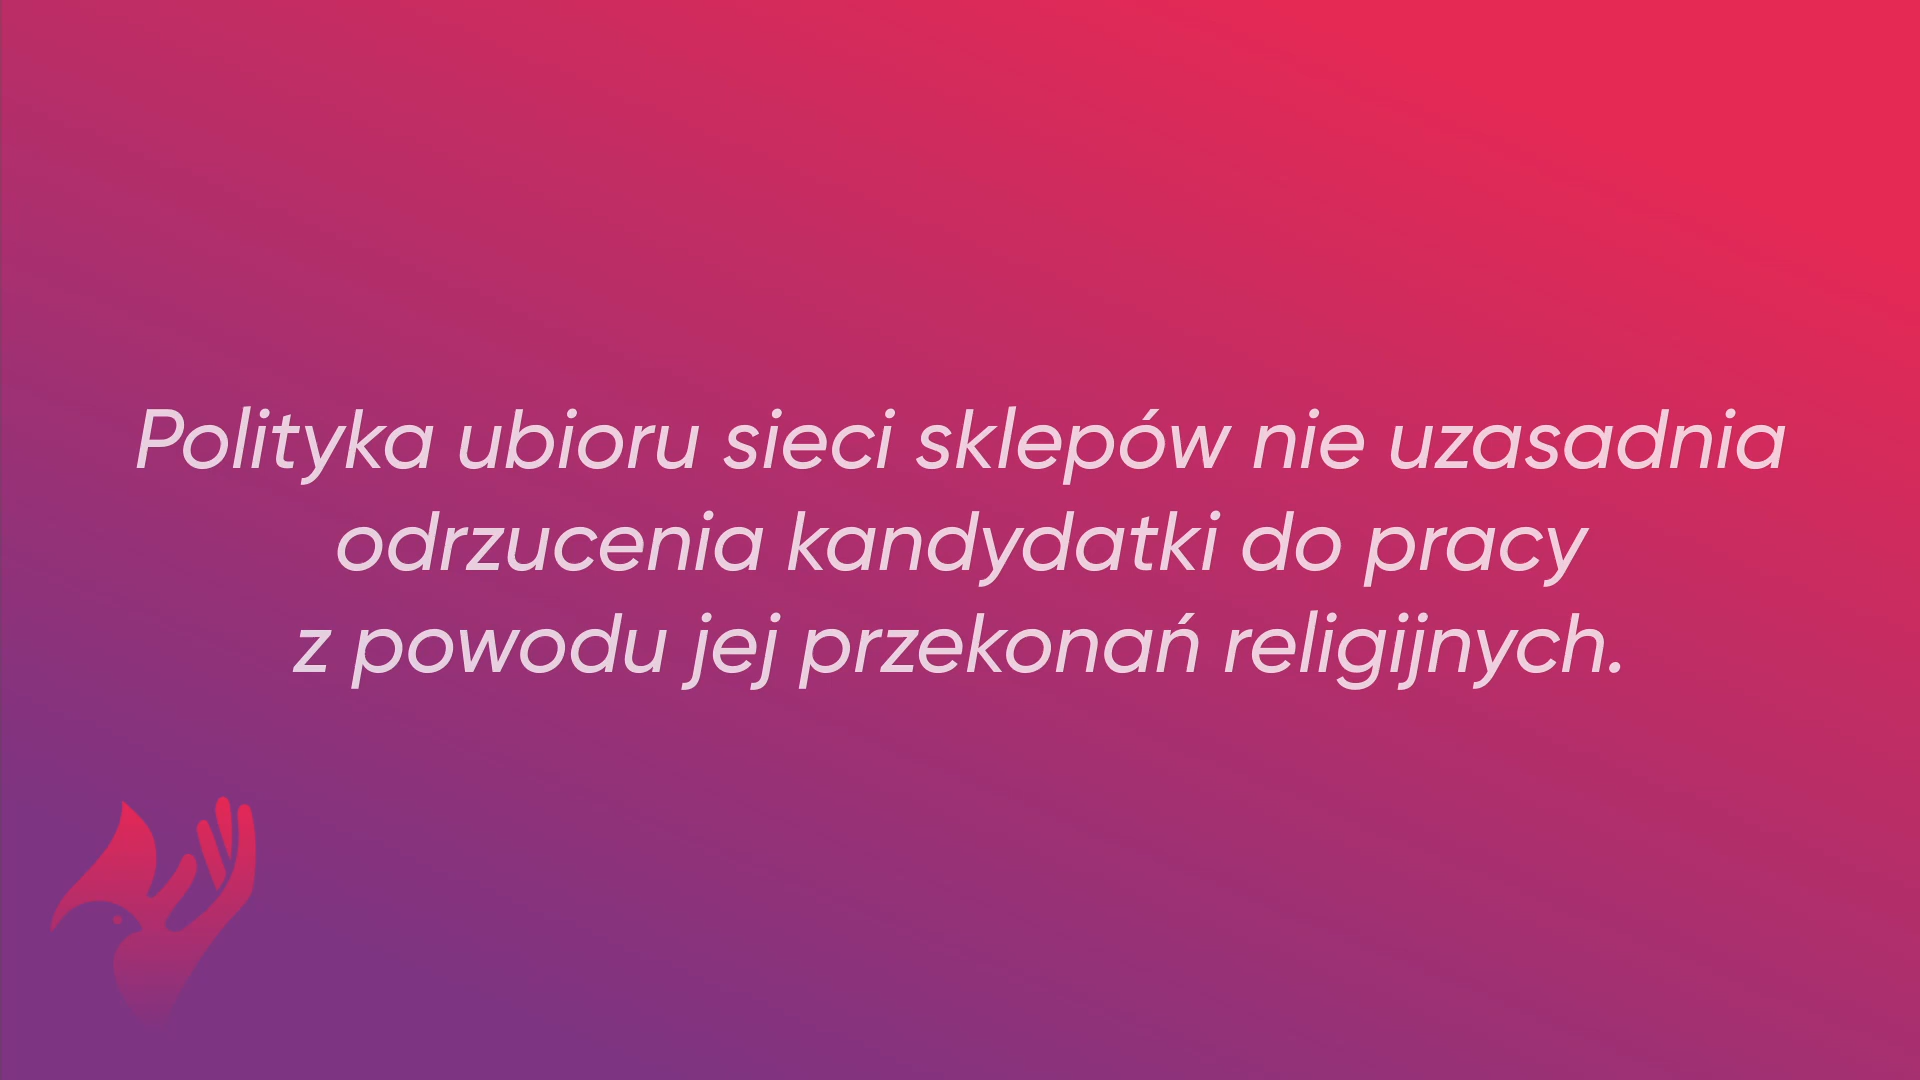 Polityka ubioru sieci sklepów nie uzasadnia
odrzucenia kandydatki do pracy
z powodu jej przekonań religijnych.